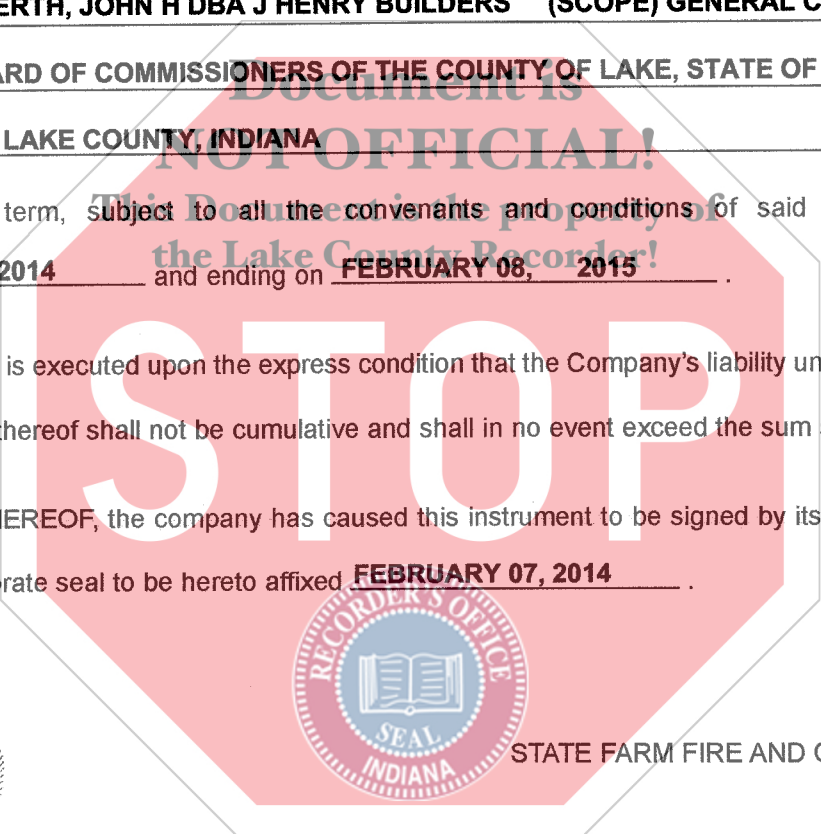 ERTH, JOHN H DBA J HENRY BUILDERS (SCOPE) GENERAL C
ARD OF COMMISSIONERS OF THE COUNTY OF LAKE, STATE OF
Document is
LAKE COUNTY, INDIANA
NOT OFFICIAL!
term, subject to all the convenants and conditions of said
This Document is the property of
the Lake County Recorder!
2014 and ending on FEBRUARY 08, 2015 .
STOP
is executed upon the express condition that the Company's liability un
thereof shall not be cumulative and shall in no event exceed the sum
HEREOF, the company has caused this instrument to be signed by its
rate seal to be hereto affixed FEBRUARY 07, 2014 .
RECORDER'S OFFICE
SEAL
INDIANA
STATE FARM FIRE AND C